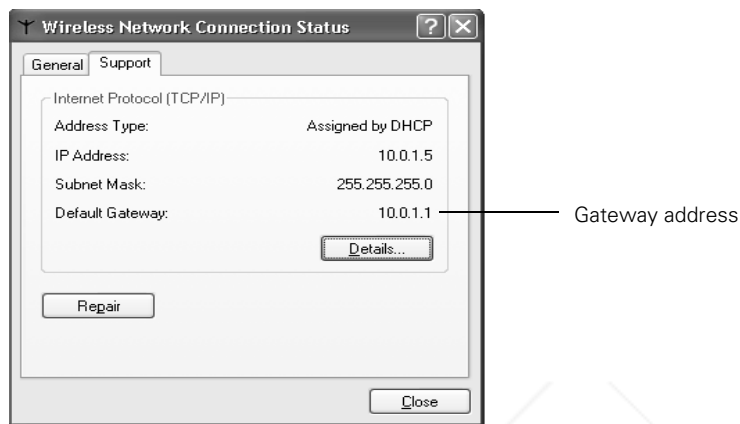 Wireless Network Connection Status
General Support
Internet Protocol (TCP/IP)
Address Type: Assigned by DHCP
IP Address: 10.0.1.5
Subnet Mask: 255.255.255.0
Default Gateway: 10.0.1.1 Gateway address
Details...
Repair
Close